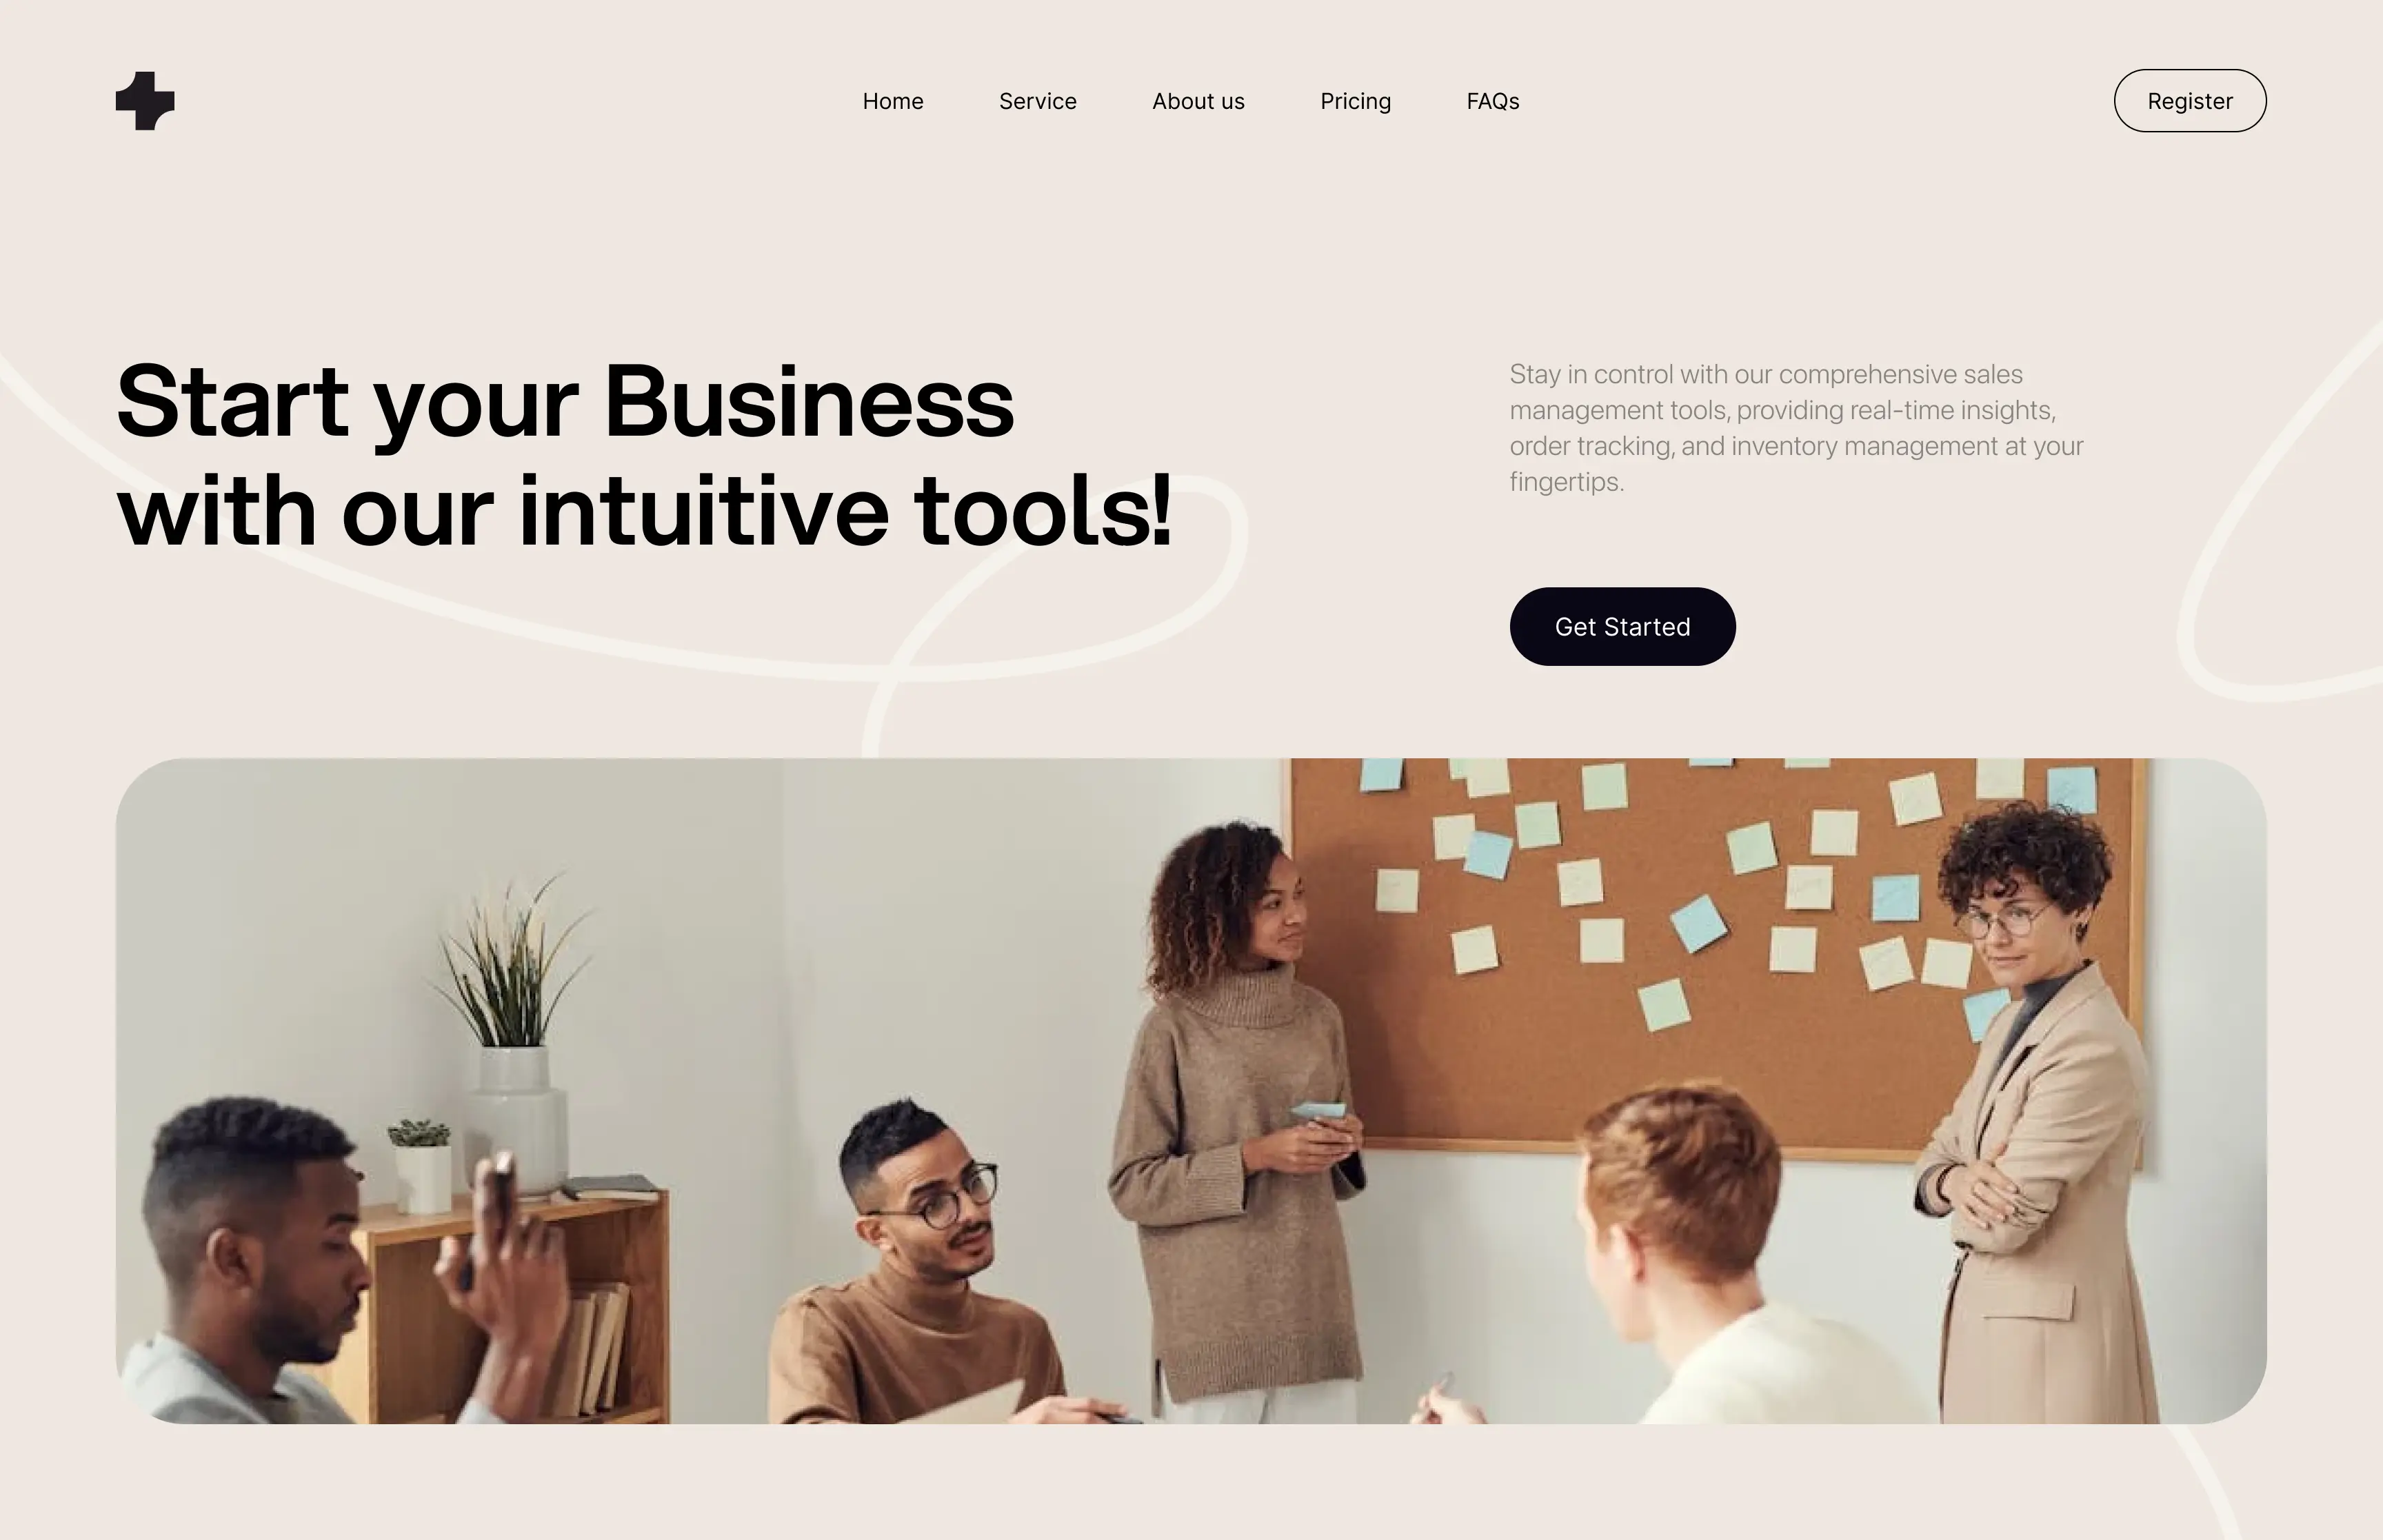 Home
Service
About us
Pricing
FAQs
Register
Start your Business
with our intuitive tools!
Stay in control with our comprehensive sales
management tools, providing real-time insights,
order tracking, and inventory management at your
fingertips.
Get Started